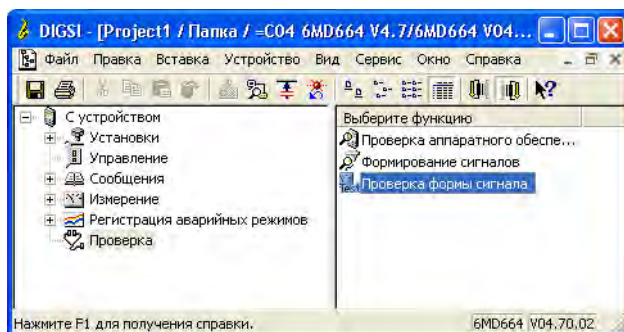 DIGSI - [Project1 / Папка / =CO4 6MD664 V4.7/6MD664 V04...
Файл Правка Вставка Устройство Вид Сервис Окно Справка
С устройством
Установки
Управление
Сообщения
Измерение
Регистрация аварийных режимов
Проверка
Выберите функцию
Проверка аппаратного обеспе...
Формирование сигналов
Проверка формы сигнала
Нажмите F1 для получения справки.
6MD664 V04.70.02